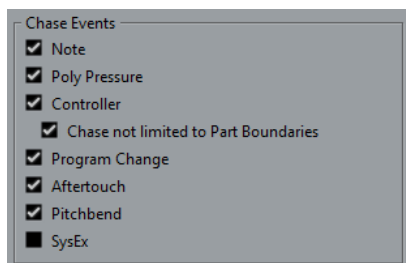 Chase Events
Note
Poly Pressure
Controller
Chase not limited to Part Boundaries
Program Change
Aftertouch
Pitchbend
SysEx